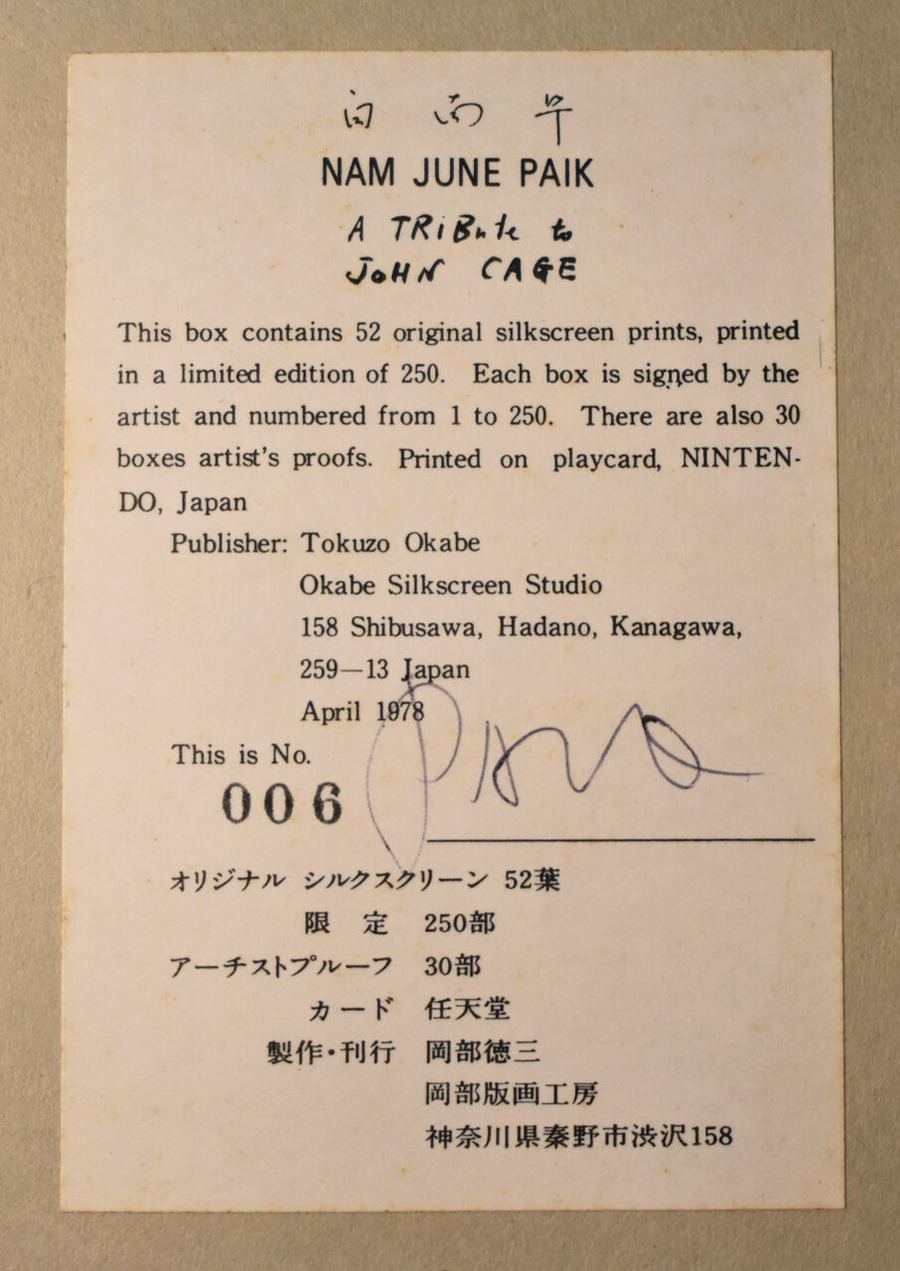 白南準
NAM JUNE PAIK
A TRIBute to
JOHN CAGE
This box contains 52 original silkscreen prints, printed
in a limited edition of 250. Each box is signed by the
artist and numbered from 1 to 250. There are also 30
boxes artist's proofs. Printed on playcard, NINTEN-
DO, Japan
Publisher: Tokuzo Okabe
Okabe Silkscreen Studio
158 Shibusawa, Hadano, Kanagawa,
259—13 Japan
April 1978
This is No.
006
オリジナル シルクスクリーン 52葉
限 定 250部
アーチストプルーフ 30部
カード 任天堂
製作・刊行 岡部徳三
岡部版画工房
神奈川県秦野市渋沢158